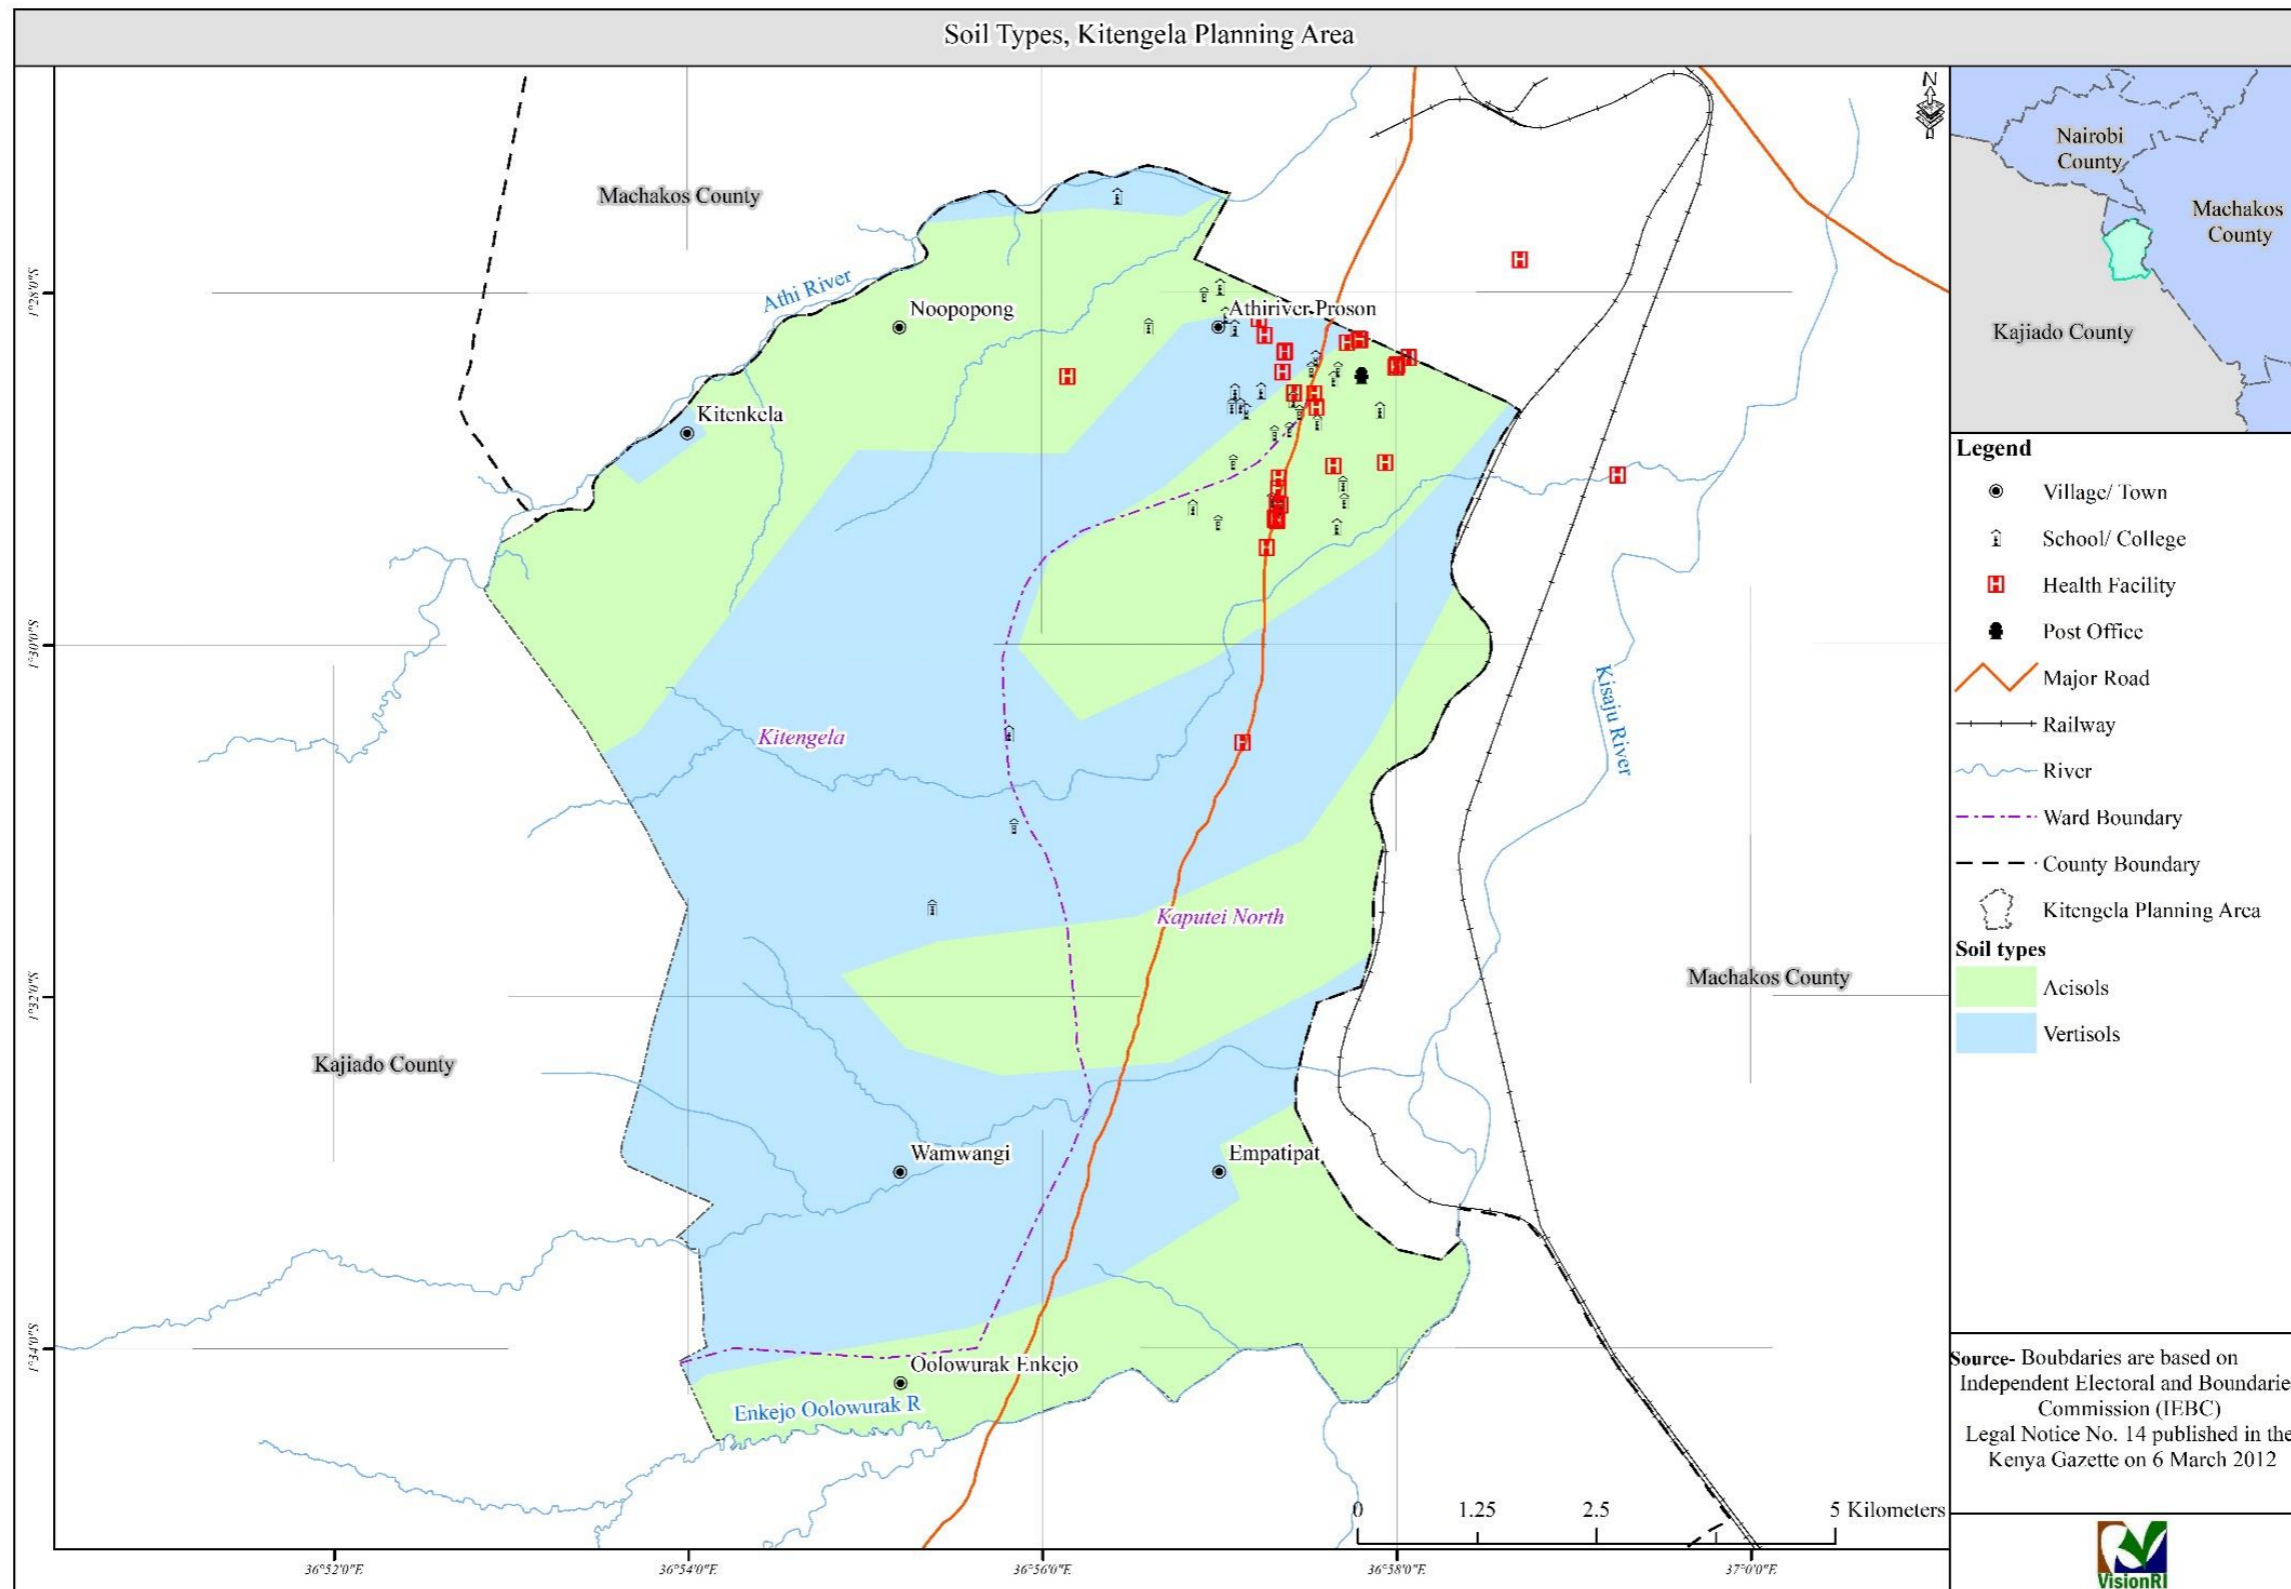 Soil Types, Kitengela Planning Area
N
Machakos County
Athi River
Noopopong
Athiriver-Proson
Kitenkela
Kitengela
Kisaju River
Kaputei North
Machakos County
Kajiado County
Wamwangi
Empatipat
Oolowurak Enkejo
Enkejo Oolowurak R
0 1.25 2.5 5 Kilometers
1°28'0"S
1°30'0"S
1°32'0"S
1°34'0"S
36°52'0"E 36°54'0"E 36°56'0"E 36°58'0"E 37°0'0"E
Nairobi
County
Machakos
County
Kajiado County
Legend
Village/ Town
School/ College
H Health Facility
Post Office
Major Road
Railway
River
Ward Boundary
County Boundary
Kitengela Planning Area
Soil types
Acisols
Vertisols
Source- Boubdaries are based on
Independent Electoral and Boundarie
Commission (IEBC)
Legal Notice No. 14 published in the
Kenya Gazette on 6 March 2012
VisionRI